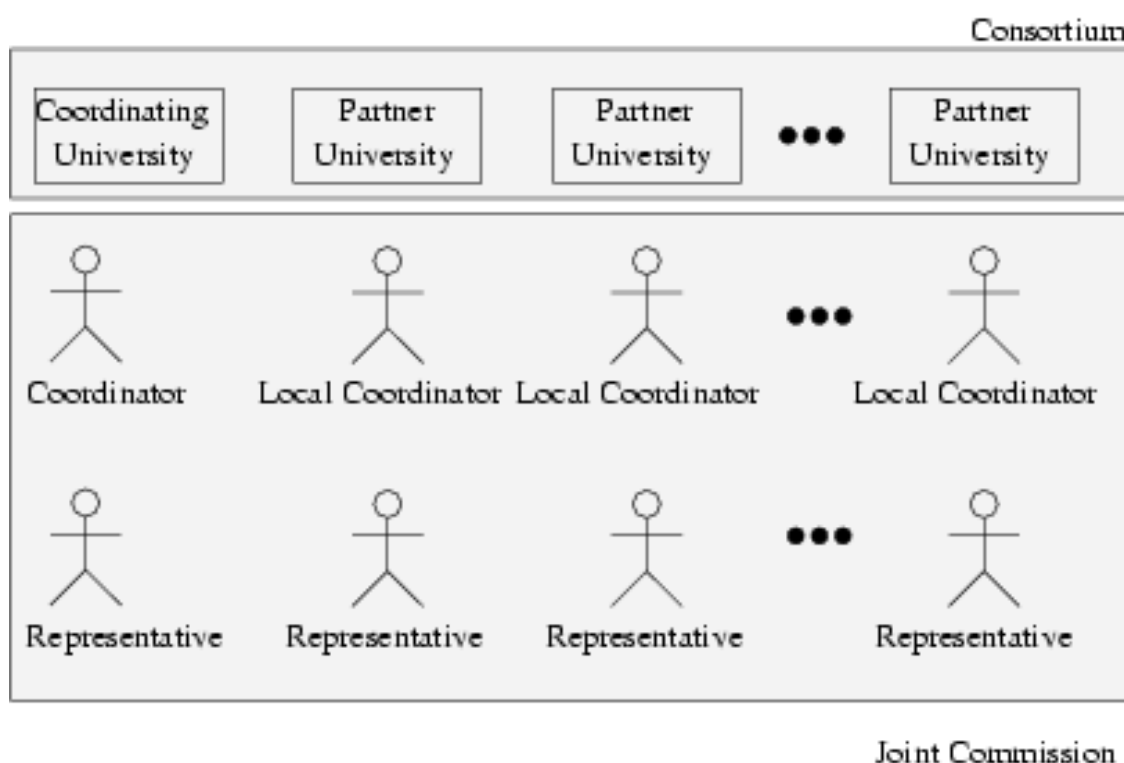 Consortium
Coordinating Partner Partner Partner
University University University University
Coordinator Local Coordinator Local Coordinator Local Coordinator
Representative Representative Representative Representative
Joint Commission